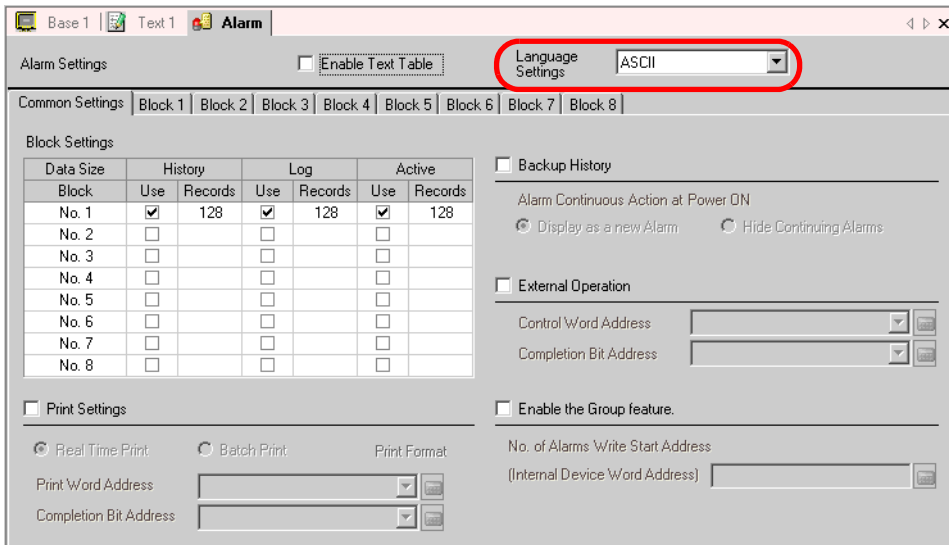 Base 1 Text 1 Alarm
Alarm Settings Enable Text Table Language Settings ASCII
Common Settings Block 1 Block 2 Block 3 Block 4 Block 5 Block 6 Block 7 Block 8
Block Settings
Data Size History Log Active
Block Use Records Use Records Use Records
No. 1 128 128 128
No. 2
No. 3
No. 4
No. 5
No. 6
No. 7
No. 8
Backup History
Alarm Continuous Action at Power ON
Display as a new Alarm Hide Continuing Alarms
External Operation
Control Word Address
Completion Bit Address
Print Settings
Real Time Print Batch Print Print Format
Print Word Address
Completion Bit Address
Enable the Group feature.
No. of Alarms Write Start Address
(Internal Device Word Address)